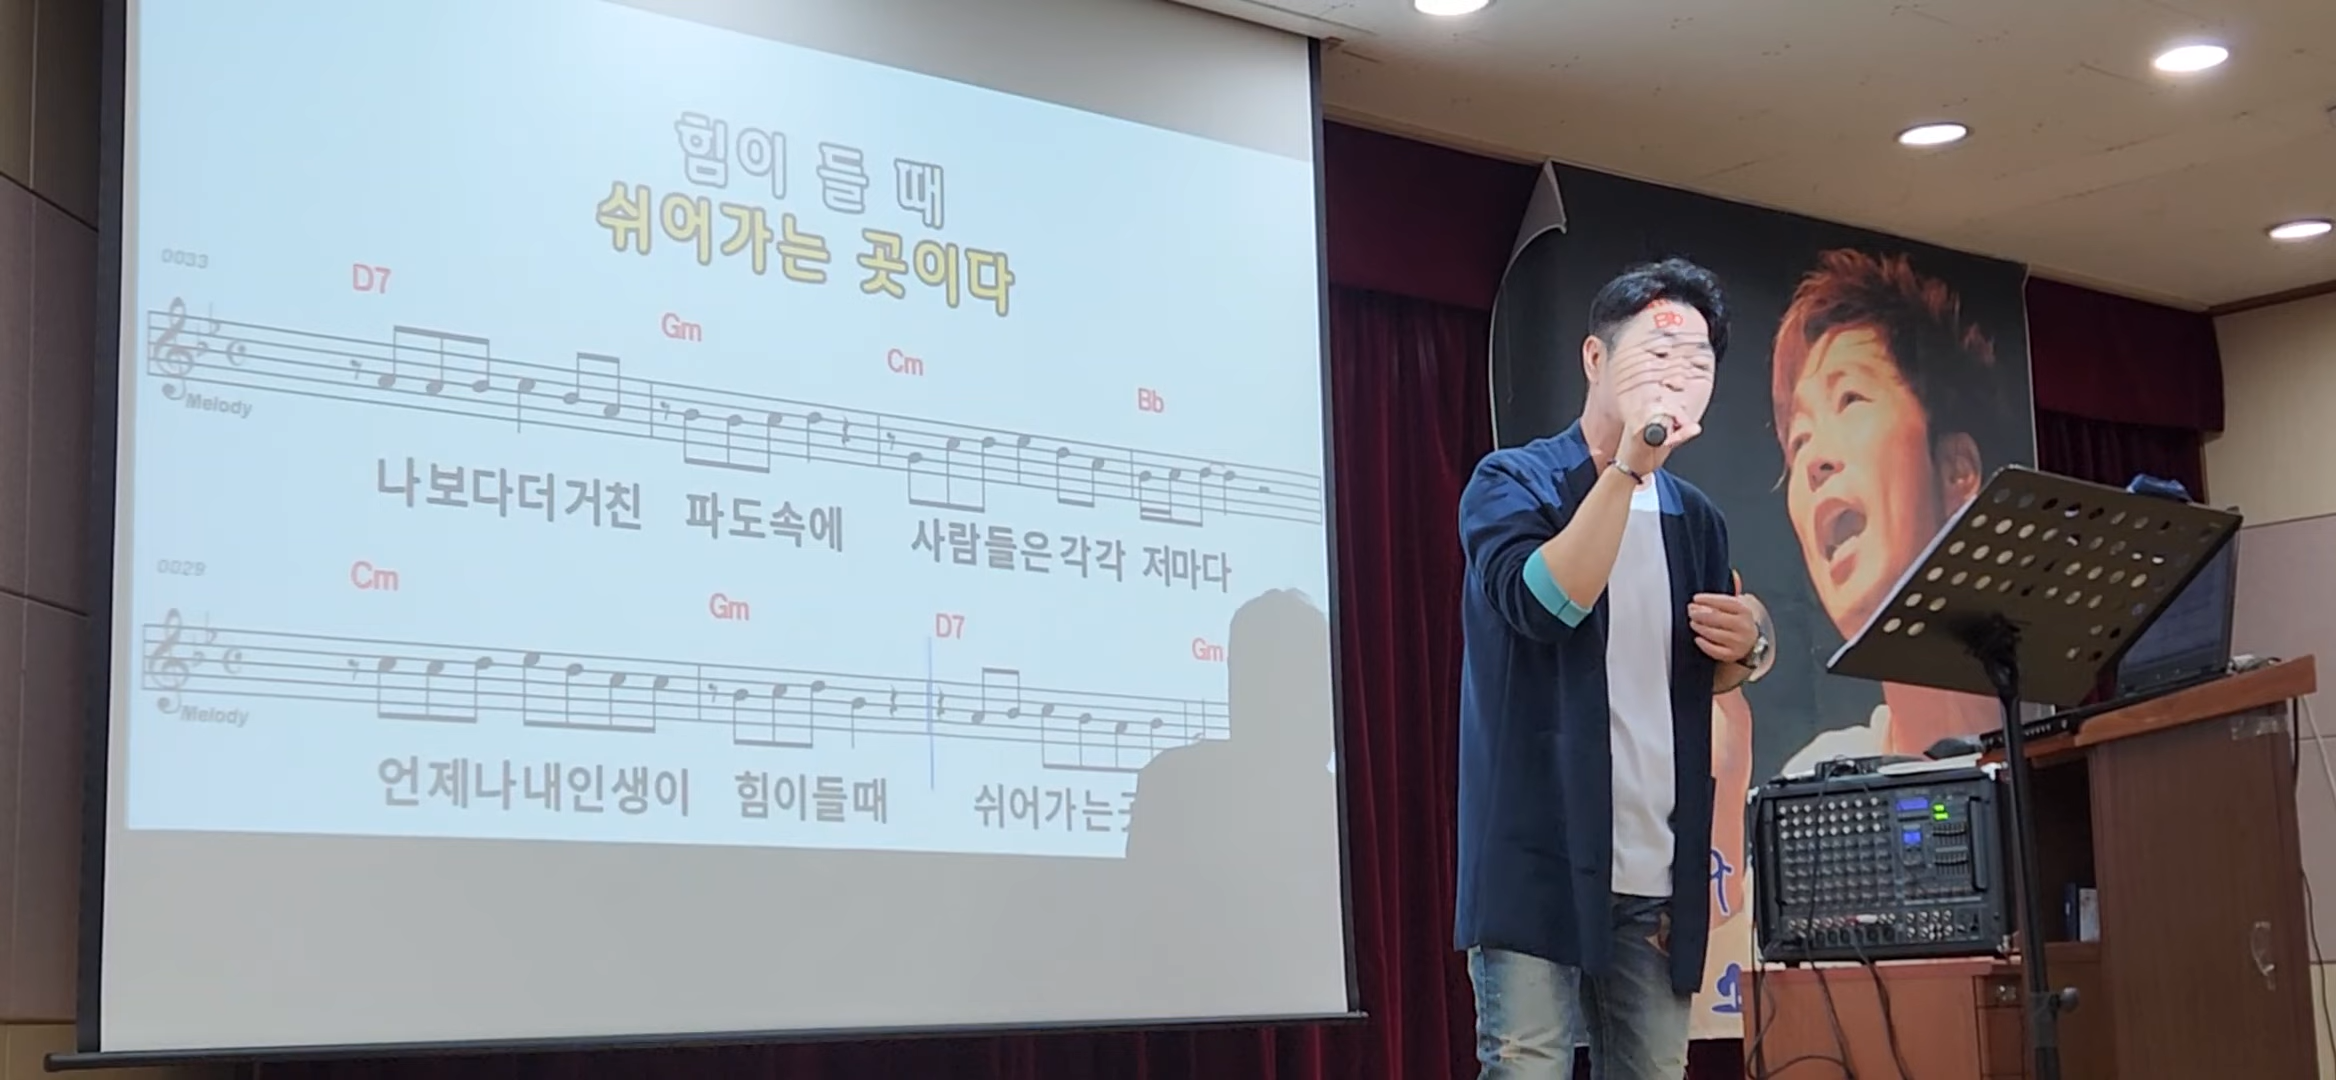 힘이 들 때
쉬어가는 곳이다
0033
D7 Gm Cm Bb Bb
Melody
나보다더거친 파도속에 사람들은각각 저마다
0029
Cm Gm D7 Gm
Melody
언제나내인생이 힘이들때 쉬어가는